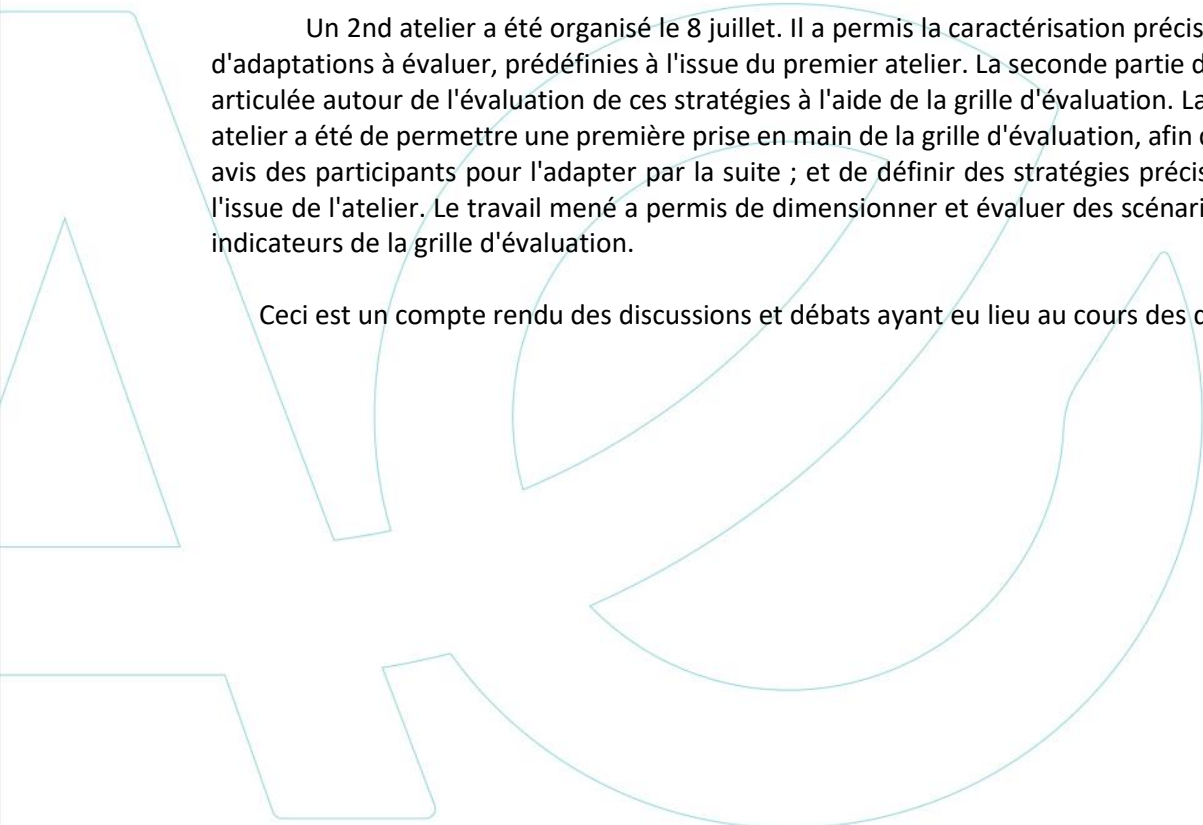 Un 2nd atelier a été organisé le 8 juillet. Il a permis la caractérisation
d'adaptations à évaluer, prédéfinies à l'issue du premier atelier. La seconde partie
articulée autour de l'évaluation de ces stratégies à l'aide de la grille d'évaluation.
atelier a été de permettre une première prise en main de la grille d'évaluation, afin
avis des participants pour l'adapter par la suite ; et de définir des stratégies
l'issue de l'atelier. Le travail mené a permis de dimensionner et évaluer des
indicateurs de la grille d'évaluation.
Ceci est un compte rendu des discussions et débats ayant eu lieu au cours des